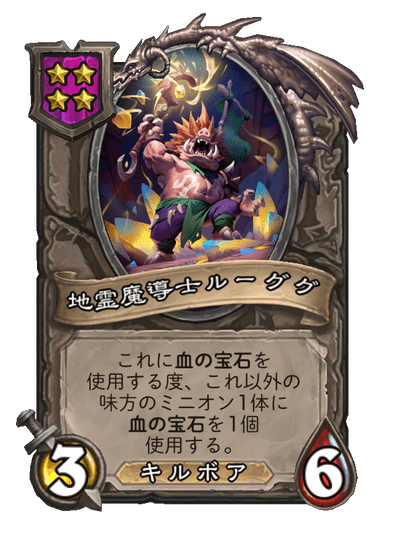 地霊魔導士ルーグ グ
これに血の宝石を
使用する度、これ以外の
味方のミニオン1体に
血の宝石を1個
使用する。
3
キルボア
6